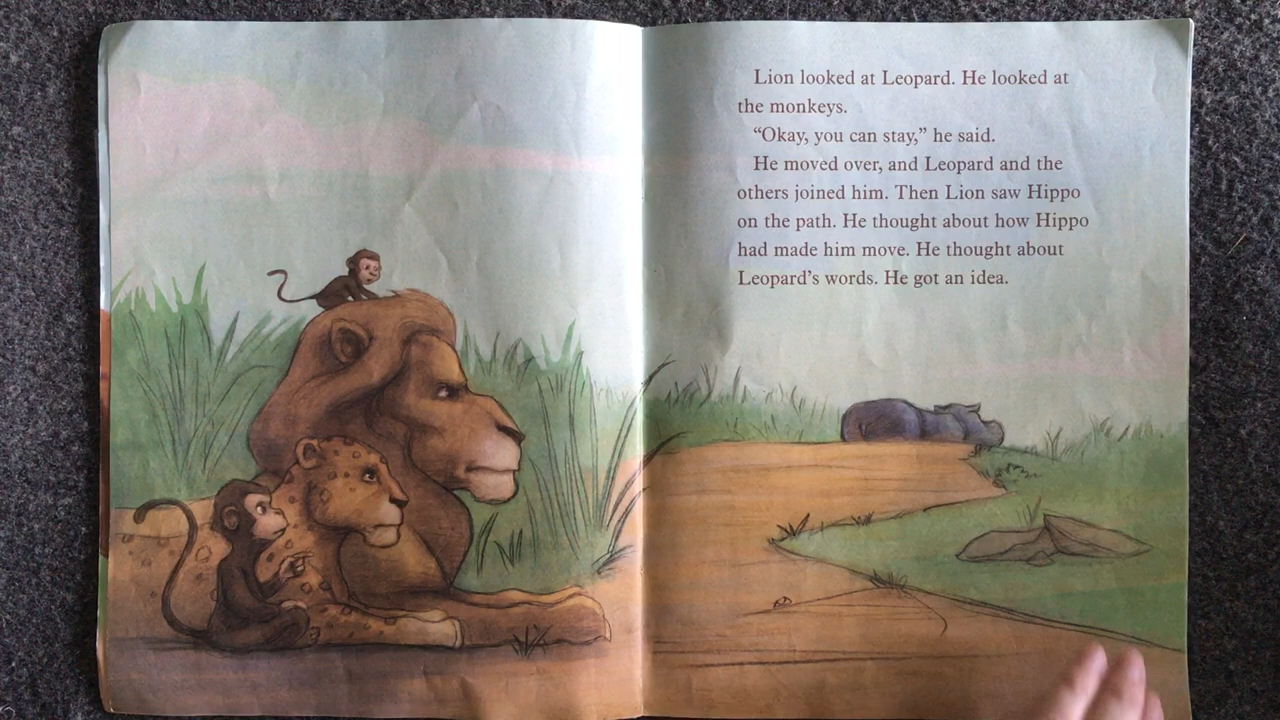 Lion looked at Leopard. He looked at
the monkeys.
“Okay, you can stay,” he said.
He moved over, and Leopard and the
others joined him. Then Lion saw Hippo
on the path. He thought about how Hippo
had made him move. He thought about
Leopard’s words. He got an idea.